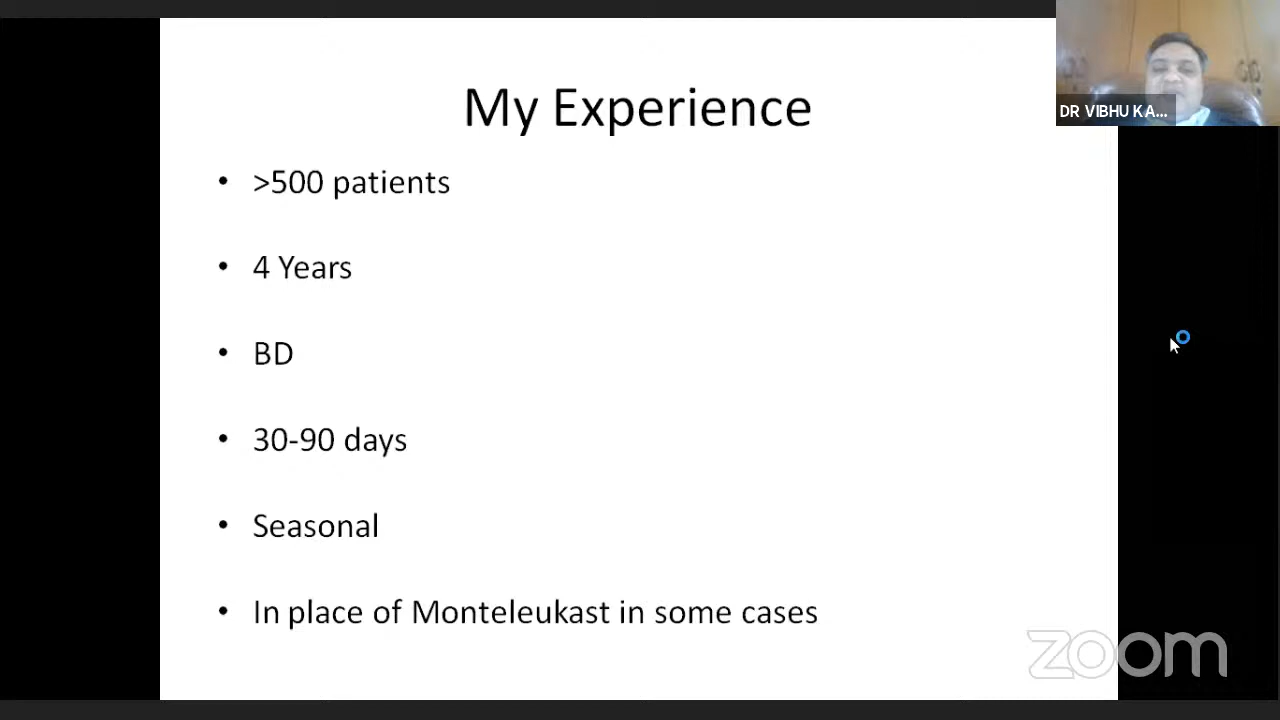 My Experience
DR VIBHU KA...
• >500 patients
• 4 Years
• BD
• 30-90 days
• Seasonal
• In place of Monteleukast in some cases
zoom